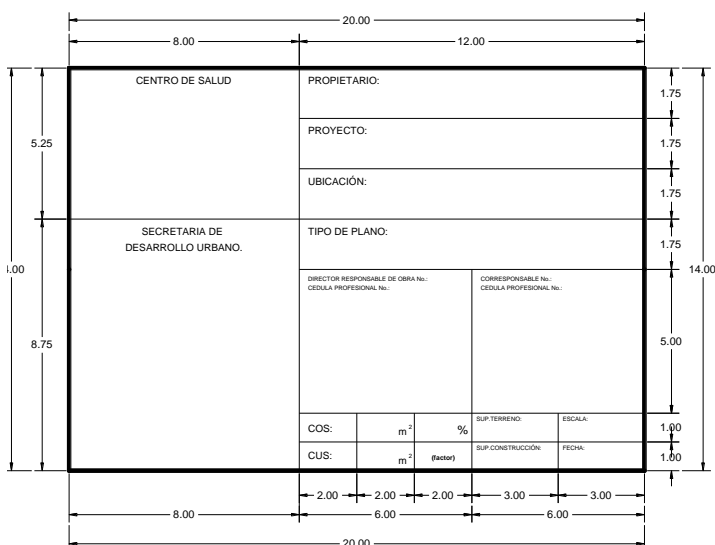 20.00
8.00
12.00
CENTRO DE SALUD
PROPIETARIO:
1.75
PROYECTO:
5.25
1.75
UBICACIÓN:
1.75
SECRETARIA DE
DESARROLLO URBANO.
TIPO DE PLANO:
1.75
.00
14.00
DIRECTOR RESPONSABLE DE OBRA No.:
CEDULA PROFESIONAL No.:
CORRESPONSABLE No.:
CEDULA PROFESIONAL No.:
8.75
5.00
COS:
m²
%
SUP.TERRENO:
ESCALA:
1.00
CUS:
m²
(factor)
SUP.CONSTRUCCIÓN:
FECHA:
1.00
2.00
2.00
2.00
3.00
3.00
8.00
6.00
6.00
20.00